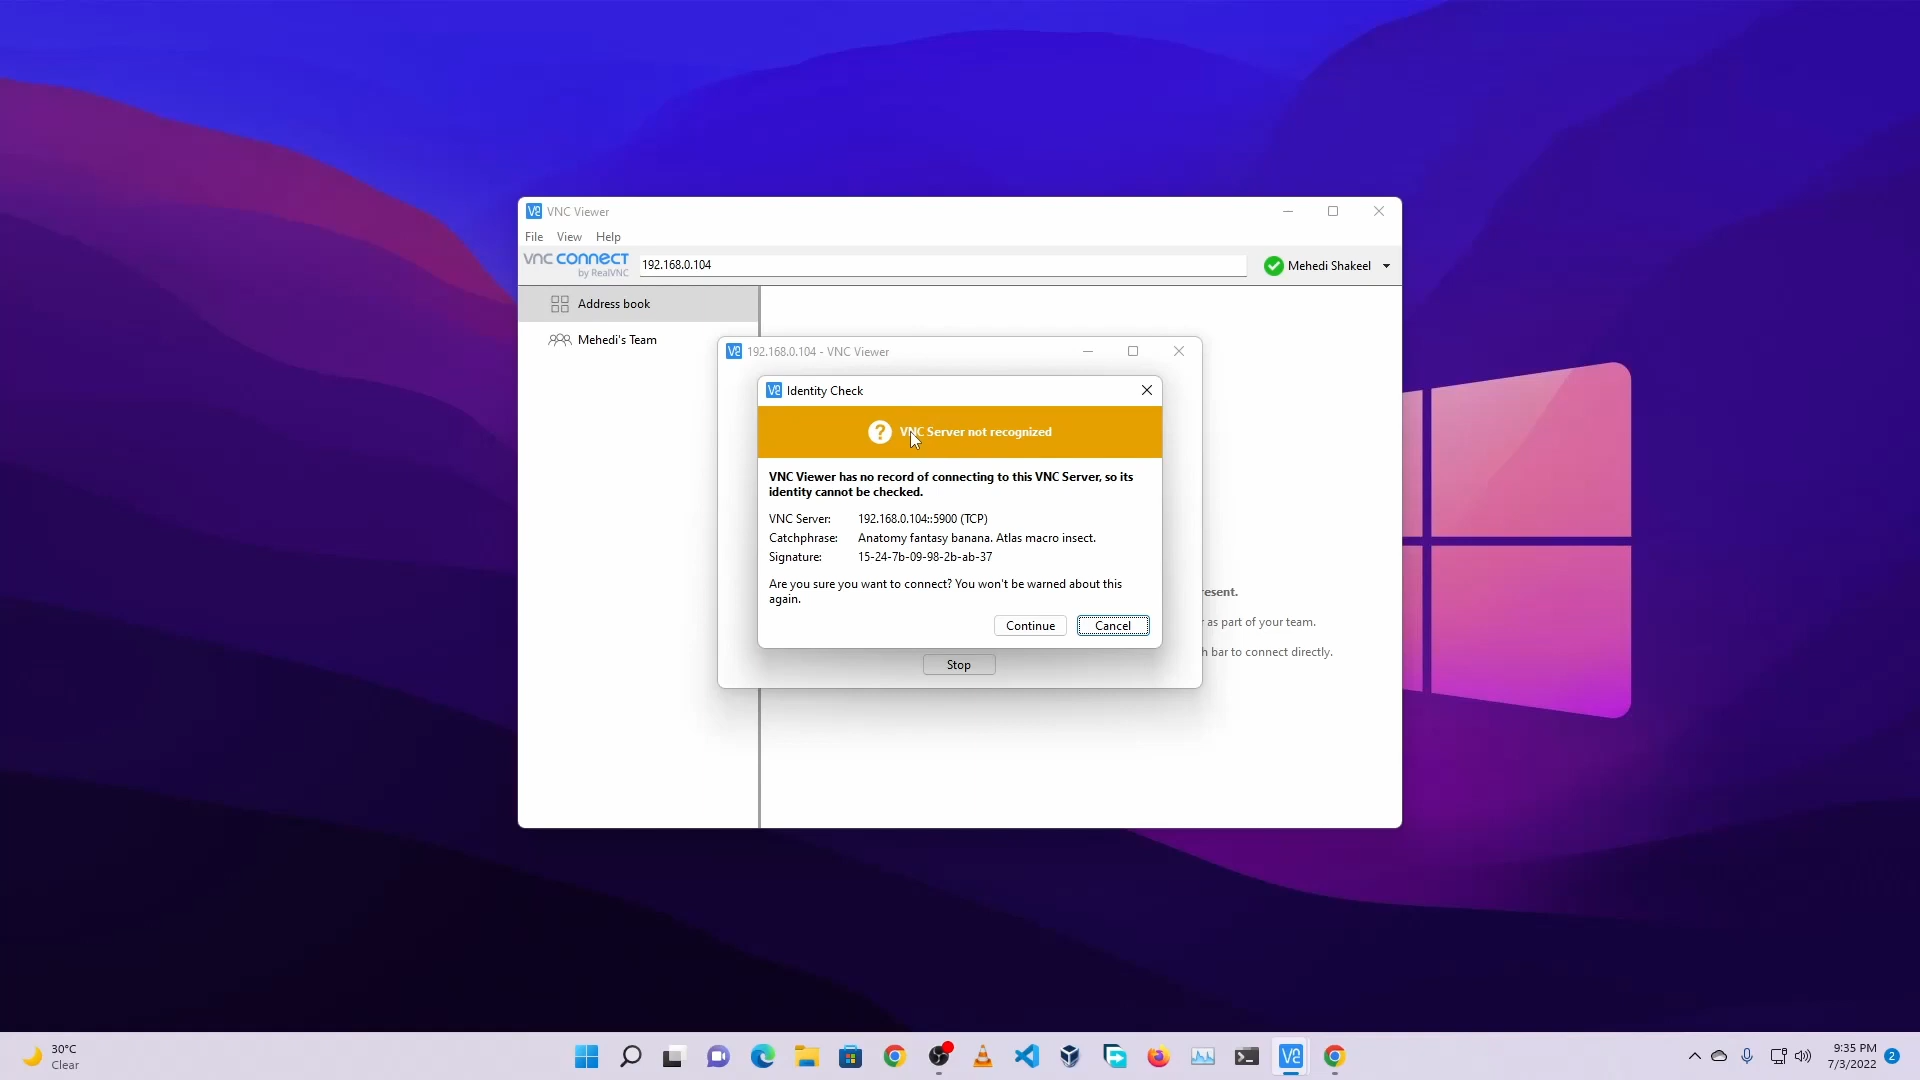 VNC Viewer
File View Help
vnc connect
by RealVNC
192.168.0.104
Mehedi Shakeel
Address book
Mehedi's Team
192.168.0.104 - VNC Viewer
Identity Check
VNC Server not recognized
VNC Viewer has no record of connecting to this VNC Server, so its
identity cannot be checked.
VNC Server: 192.168.0.104::5900 (TCP)
Catchphrase: Anatomy fantasy banana. Atlas macro insect.
Signature: 15-24-7b-09-98-2b-ab-37
Are you sure you want to connect? You won't be warned about this
again.
Continue Cancel
Stop
resent.
as part of your team.
h bar to connect directly.
30°C
Clear
9:35 PM
7/3/2022
2